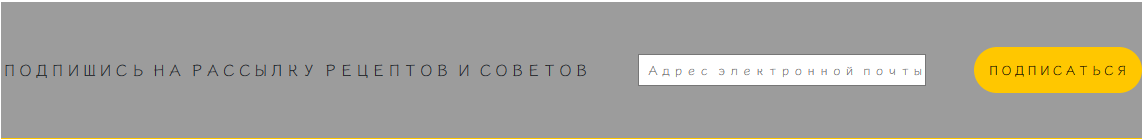 ПОДПИШИСЬ НА РАССЫЛКУ РЕЦЕПТОВ И СОВЕТОВ
Адрес электронной почты
ПОДПИСАТЬСЯ